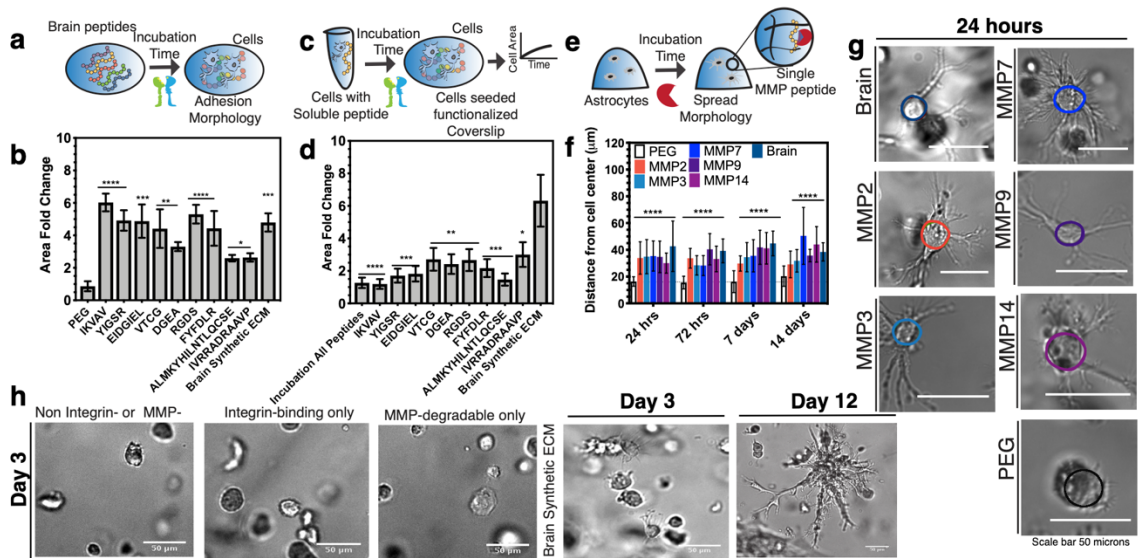 a
Brain peptides
Incubation
Time
Cells
Adhesion
Morphology
c
Incubation
Time
Cells
Cell Area
Time
Cells with
Soluble peptide
Cells seeded
functionalized
Coverslip
e
Incubation
Time
Astrocytes
Spread
Morphology
Single
MMP peptide
b
Area Fold Change
10
8
6
4
2
0
****
***
**
****
*
***
PEG
IKVAV
YIGSR
EIDGIEL
VTCG
DGEA
RGDS
FYFDLR
ALMKYHILNTLQCSE
IVRRADRAAVP
Brain Synthetic ECM
d
Area Fold Change
10
8
6
4
2
0
****
***
**
***
*
Incubation All Peptides
IKVAV
YIGSR
EIDGIEL
VTCG
DGEA
RGDS
FYFDLR
ALMKYHILNTLQCSE
IVRRADRAAVP
Brain Synthetic ECM
f
Distance from cell center (µm)
120
100
80
60
40
20
0
PEG
MMP7
Brain
MMP2
MMP9
MMP3
MMP14
****
****
****
****
24 hrs
72 hrs
7 days
14 days
g
24 hours
Brain
MMP7
MMP2
MMP9
MMP3
MMP14
PEG
Scale bar 50 microns
h
Non Integrin- or MMP-
Integrin-binding only
MMP-degradable only
Day 3
Day 12
Day 3
Brain Synthetic ECM
50 µm
50 µm
50 µm
50 µm
50 µm